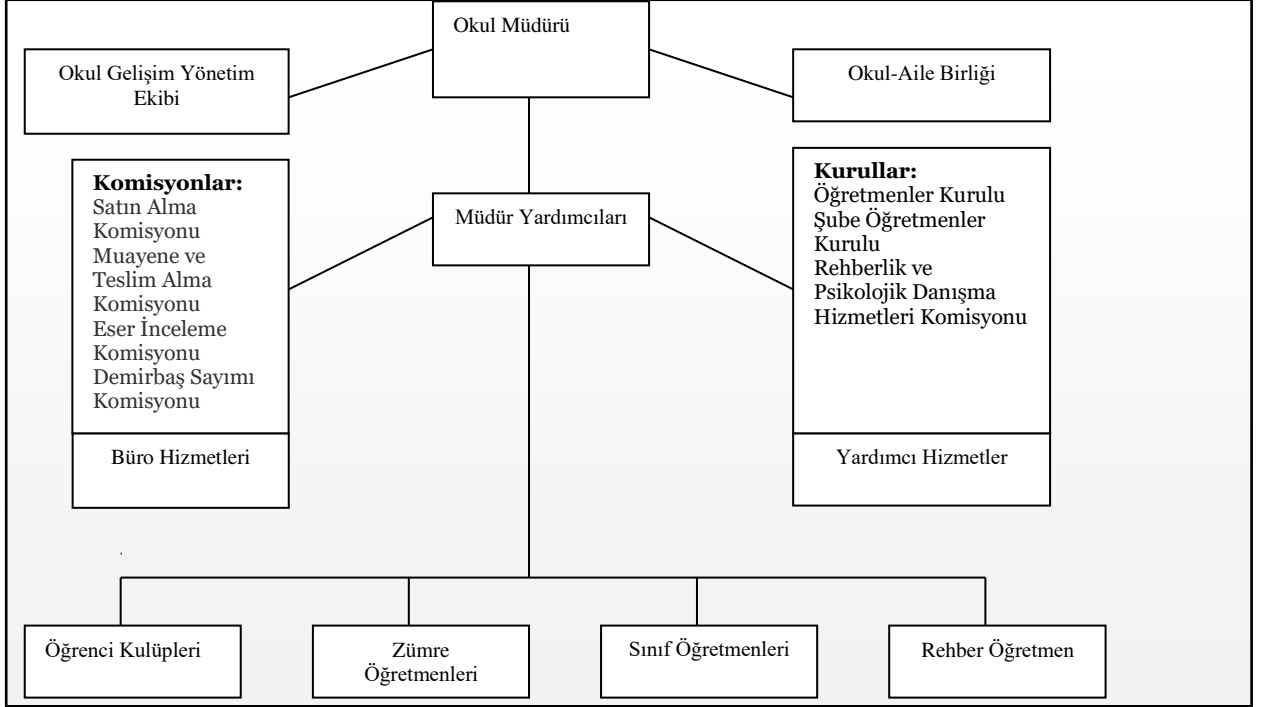 Okul Müdürü
Okul Gelişim Yönetim
Ekibi
Okul-Aile Birliği
Komisyonlar:
Satın Alma
Komisyonu
Muayene ve
Teslim Alma
Komisyonu
Eser İnceleme
Komisyonu
Demirbaş Sayımı
Komisyonu
Müdür Yardımcıları
Kurullar:
Öğretmenler Kurulu
Şube Öğretmenler
Kurulu
Rehberlik ve
Psikolojik Danışma
Hizmetleri Komisyonu
Büro Hizmetleri
Yardımcı Hizmetler
Öğrenci Kulüpleri
Zümre
Öğretmenleri
Sınıf Öğretmenleri
Rehber Öğretmen